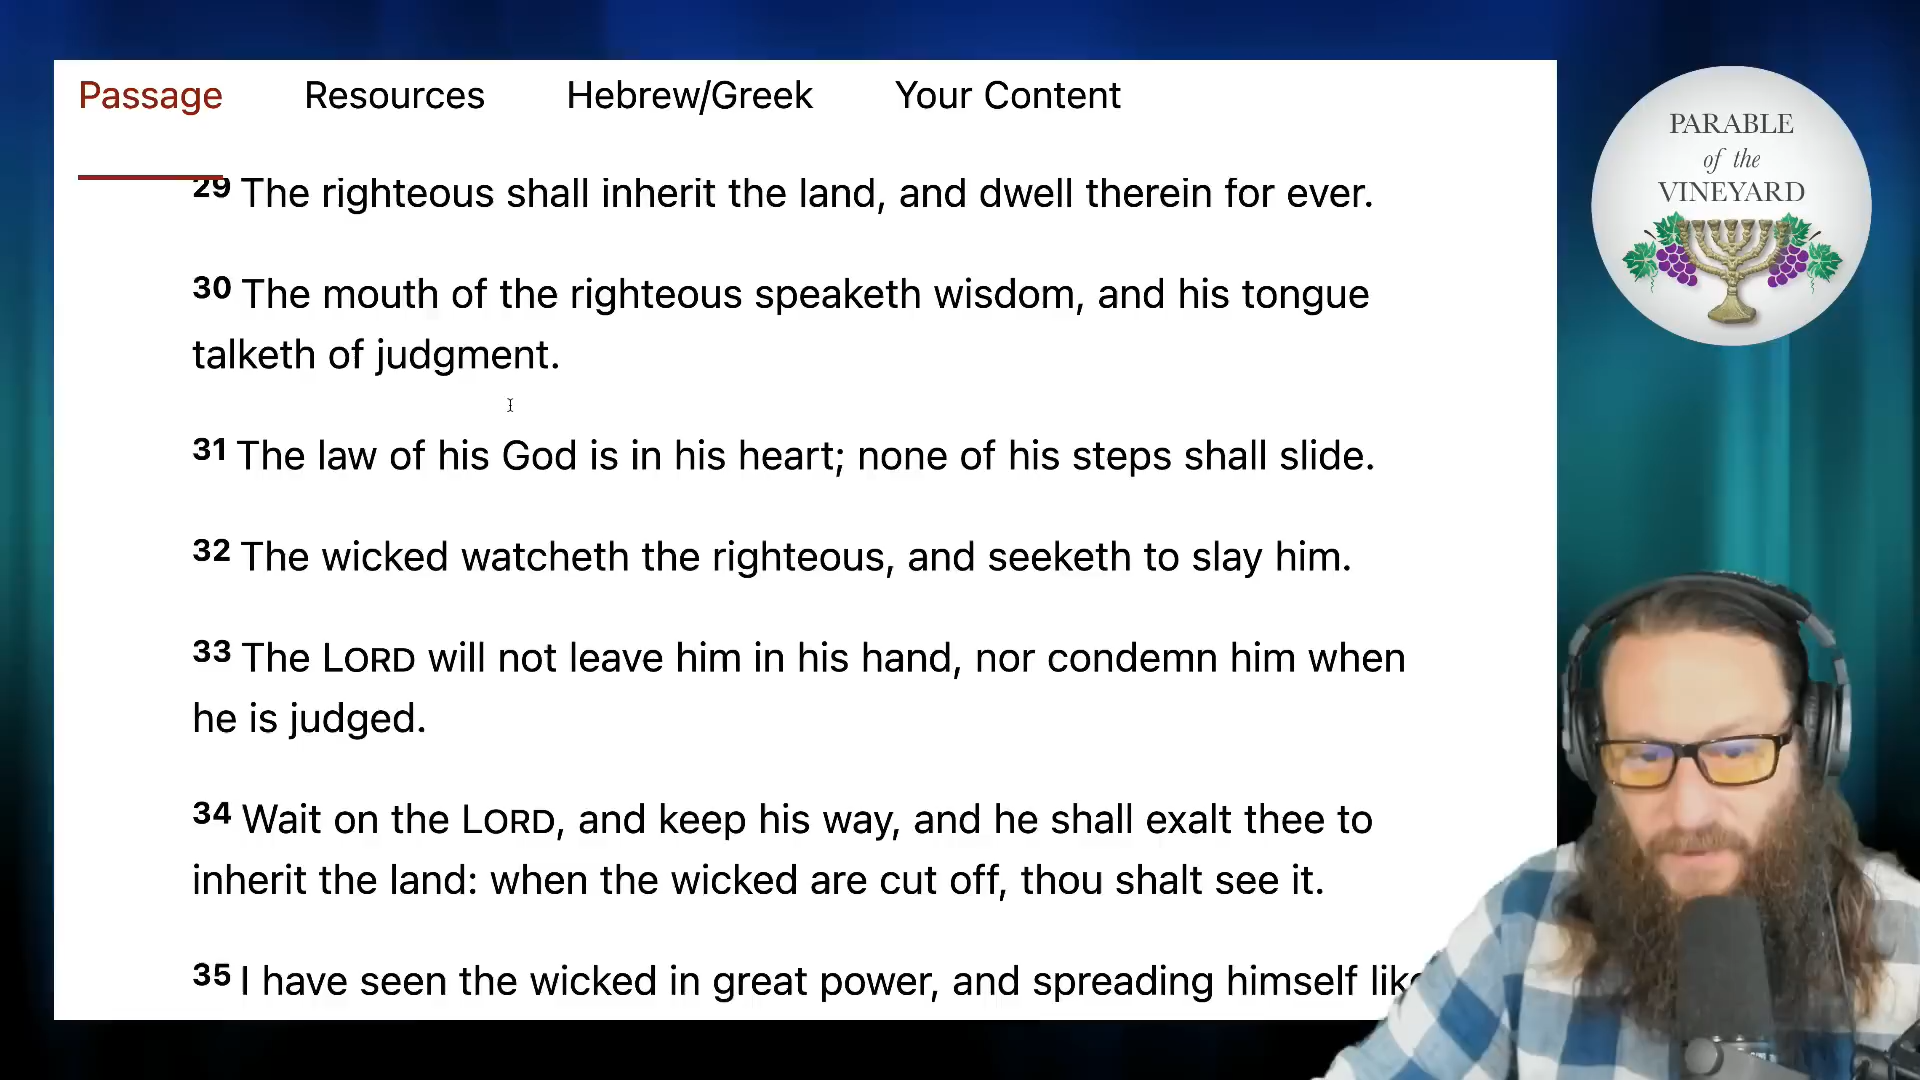 Passage Resources Hebrew/Greek Your Content
PARABLE
of the
VINEYARD
29 The righteous shall inherit the land, and dwell therein for ever.
30 The mouth of the righteous speaketh wisdom, and his tongue
talketh of judgment.
31 The law of his God is in his heart; none of his steps shall slide.
32 The wicked watcheth the righteous, and seeketh to slay him.
33 The LORD will not leave him in his hand, nor condemn him when
he is judged.
34 Wait on the LORD, and keep his way, and he shall exalt thee to
inherit the land: when the wicked are cut off, thou shalt see it.
35 I have seen the wicked in great power, and spreading himself